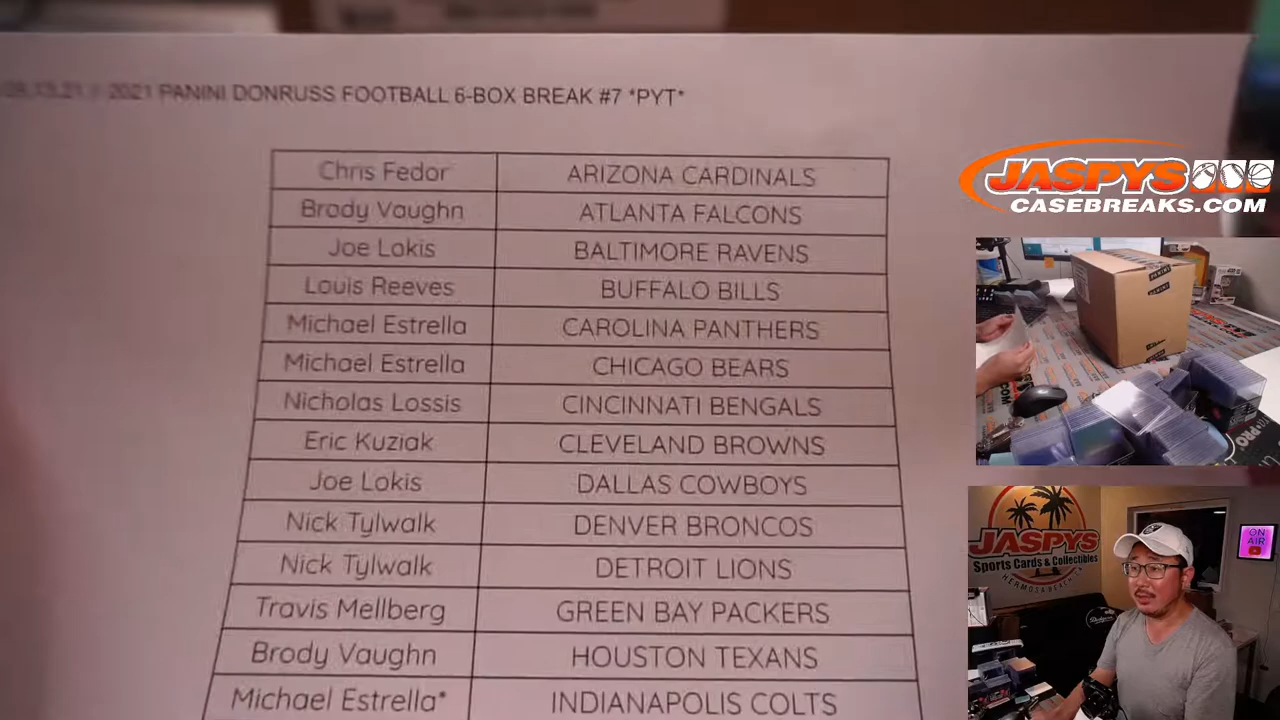 2021 PANINI DONRUSS FOOTBALL 6-BOX BREAK #7 *PYT*
Chris Fedor ARIZONA CARDINALS
Brody Vaughn ATLANTA FALCONS
Joe Lokis BALTIMORE RAVENS
Louis Reeves BUFFALO BILLS
Michael Estrella CAROLINA PANTHERS
Michael Estrella CHICAGO BEARS
Nicholas Lossis CINCINNATI BENGALS
Eric Kuziak CLEVELAND BROWNS
Joe Lokis DALLAS COWBOYS
Nick Tylwalk DENVER BRONCOS
Nick Tylwalk DETROIT LIONS
Travis Mellberg GREEN BAY PACKERS
Brody Vaughn HOUSTON TEXANS
Michael Estrella* INDIANAPOLIS COLTS
JASPYS
CASEBREAKS.COM
JASPYS
Sports Cards & Collectibles
HERMOSA BEACH CA
ON
AIR